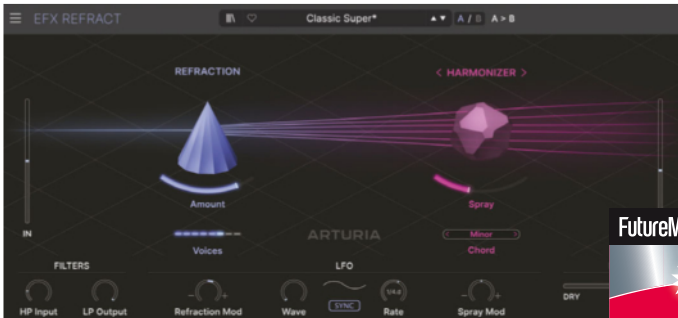 EFX REFRACT
Classic Super*
A / B A > B
REFRACTION
< HARMONIZER >
Amount
Spray
IN
ARTURIA
< Minor >
Voices
Chord
FILTERS
LFO
1/4.d
FutureM
SYNC
DRY
HP Input LP Output Refraction Mod Wave Rate Spray Mod